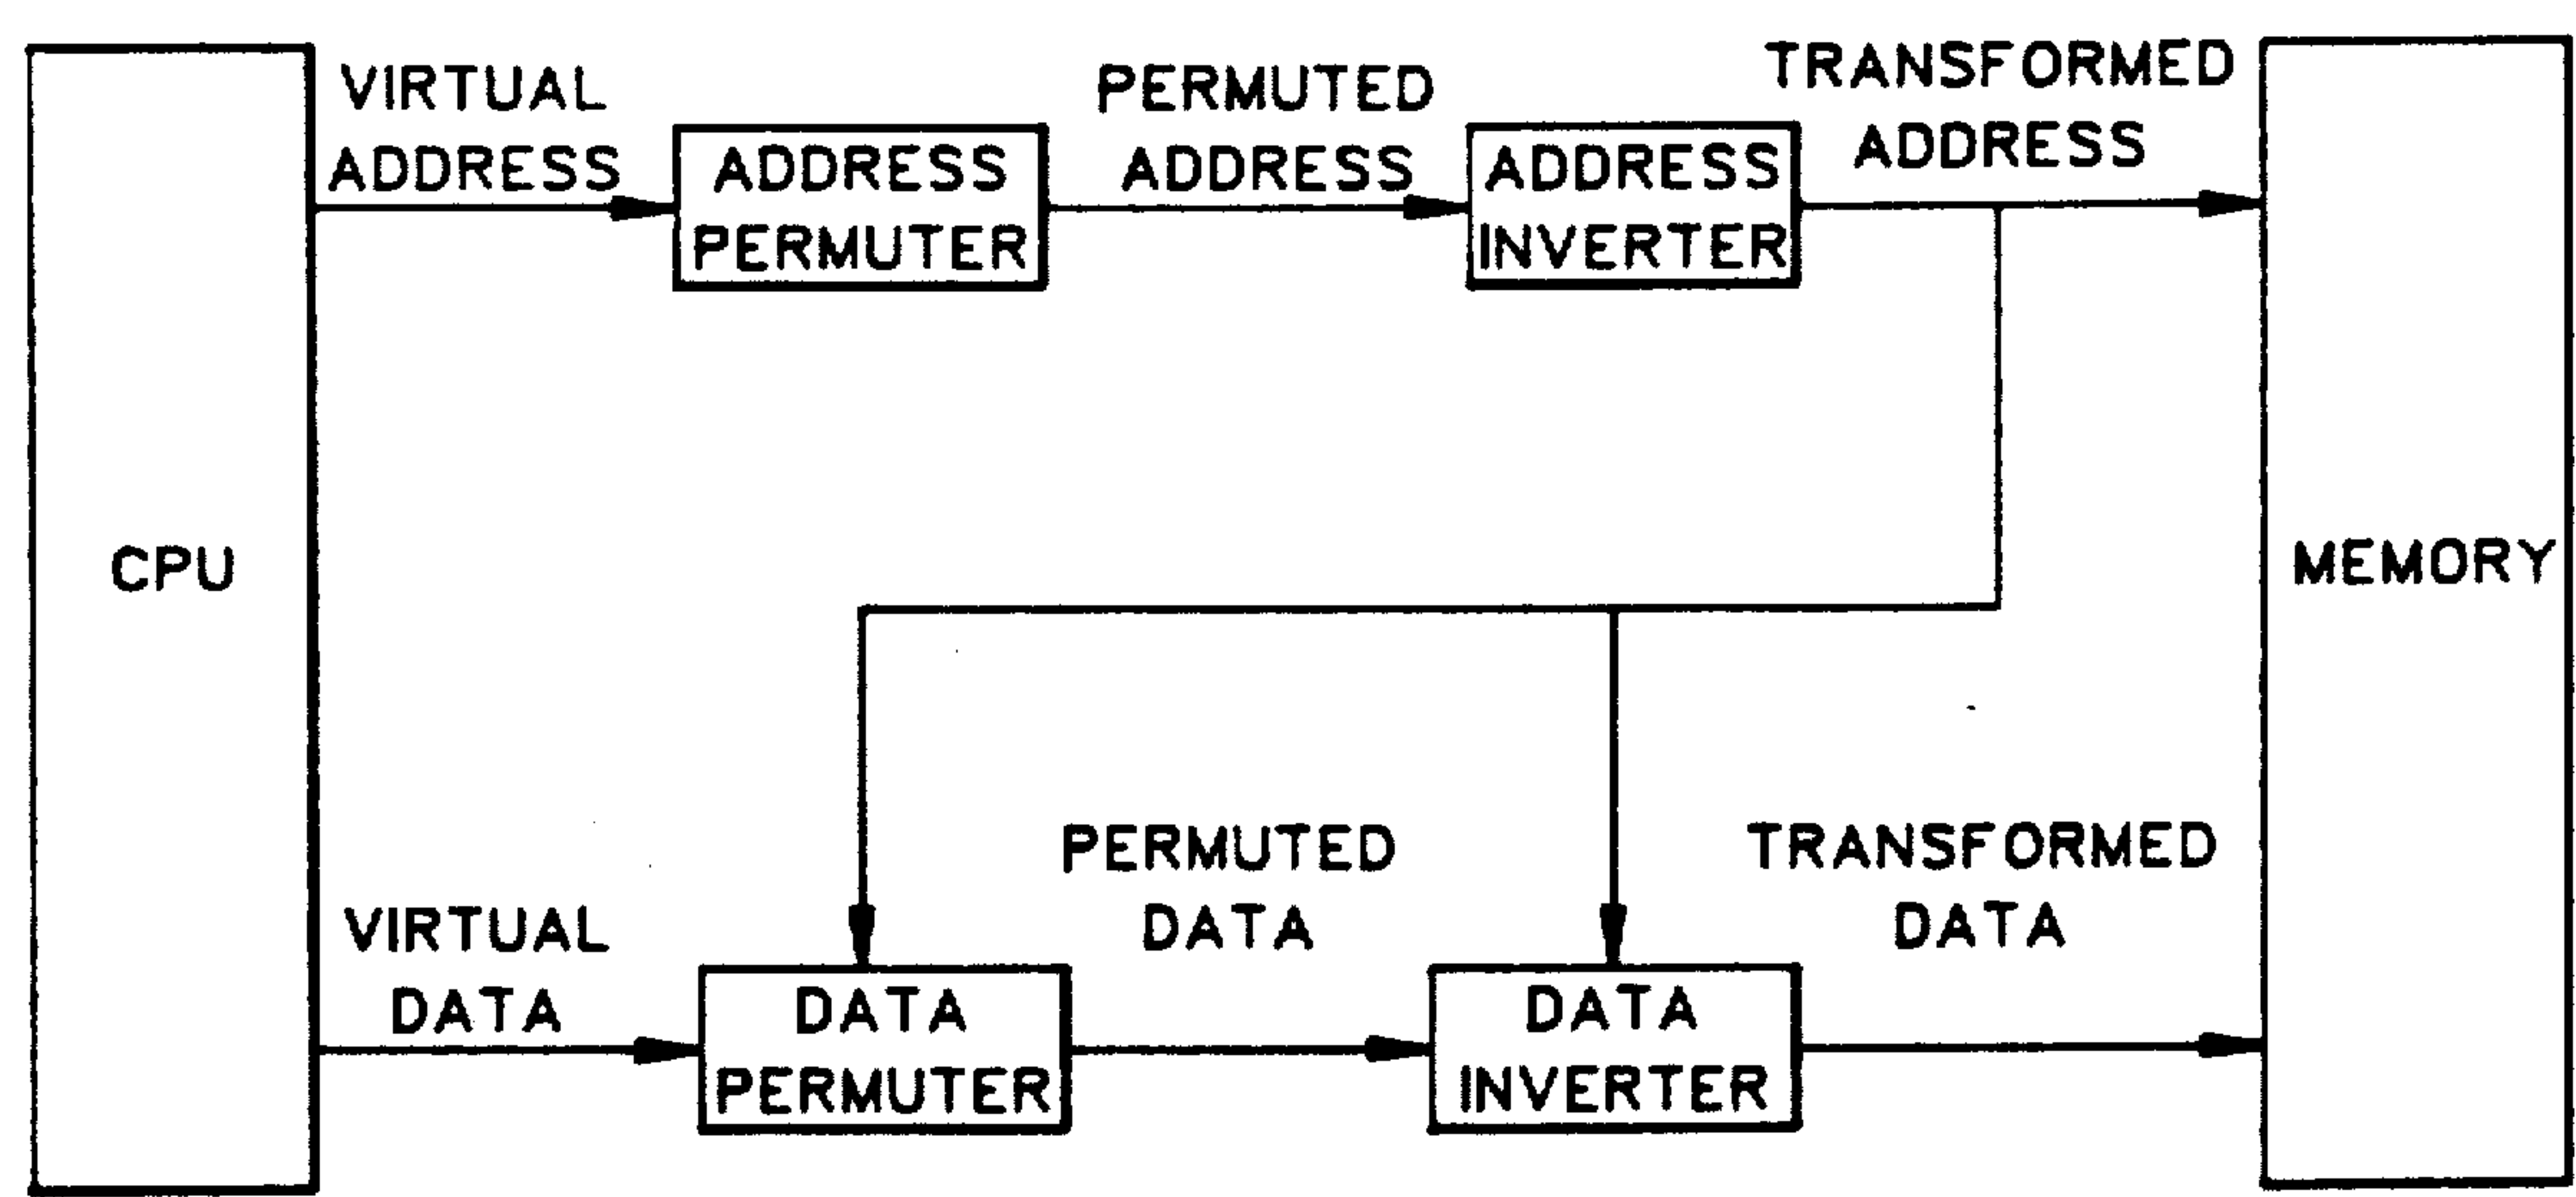 VIRTUAL
ADDRESS
ADDRESS
PERMUTER
PERMUTED
ADDRESS
ADDRESS
INVERTER
TRANSFORMED
ADDRESS
CPU
MEMORY
VIRTUAL
DATA
DATA
PERMUTER
PERMUTED
DATA
DATA
INVERTER
TRANSFORMED
DATA